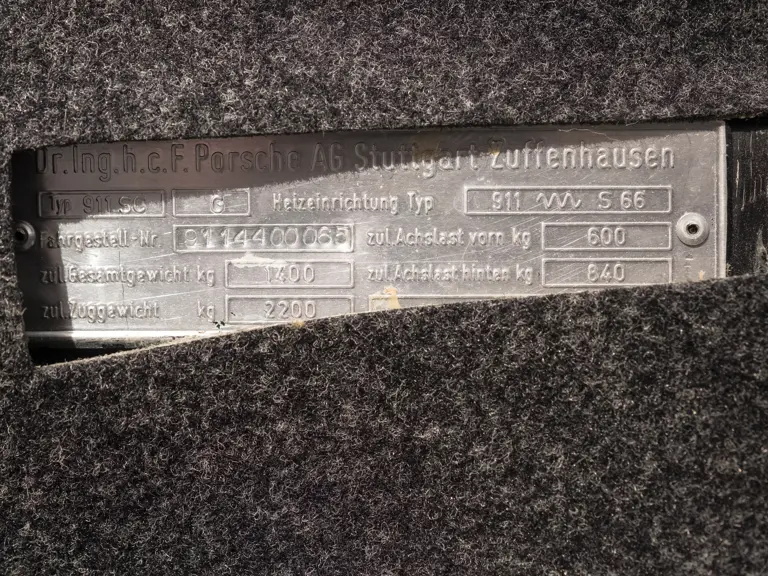 Dr.Ing.h.c.F.Porsche AG Stuttgart Zuffenhausen
Typ 911.SC G Heizeinrichtung Typ 911 S 66
Fahrgestell-Nr. 9114400065 zul.Achslast vorn kg 600
zul.Gesamtgewicht kg 1400 zul.Achslast hinten kg 840
zul.Zuggewicht kg 2200